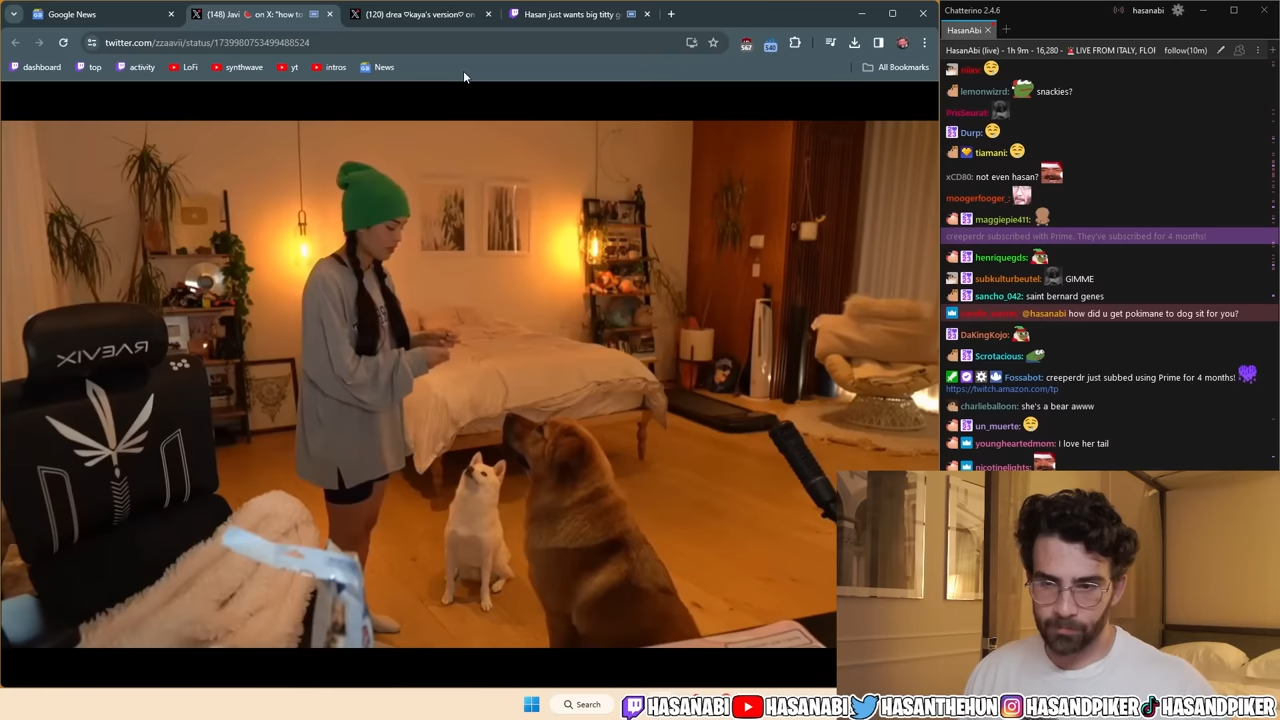 Google News
(148) Javi 🍉 on X: "how to
(120) drea ♡kaya's version♡ on
Hasan just wants big titty g
twitter.com/zzaavii/status/1739980753499488524
567
540
dashboard
top
activity
LoFi
synthwave
yt
intros
News
All Bookmarks
RAEVIX
Chatterino 2.4.6
hasanabi
HasanAbi
HasanAbi (live) - 1h 9m - 16,280 - 🚨LIVE FROM ITALY, FLOI
follow(10m)
lemonwizrd: snackies?
PrisSeurat:
Durp:
tiamani:
xCD80: not even hasan?
moogerfooger_:
maggiepie411:
creeperdr subscribed with Prime. They've subscribed for 4 months!
henriquegds:
subkulturbeutel: GIMME
sancho_042: saint bernard genes
@hasanabi how did u get pokimane to dog sit for you?
DaKingKojo:
Scrotacious:
Fossabot: creeperdr just subbed using Prime for 4 months!
https://twitch.amazon.com/tp
charlieballoon: she's a bear awww
un_muerte:
youngheartedmom: I love her tail
nicotinelights:
Search
HASANABI
HASANABI
HASANTHEHUN
HASANDPIKER
HASANDPIKER